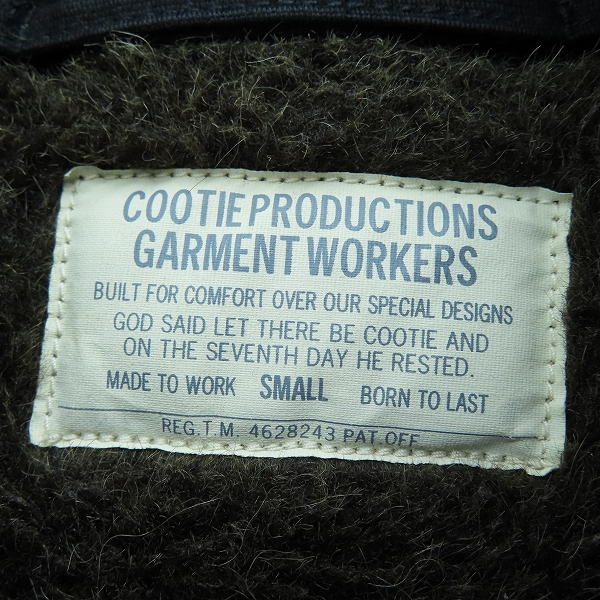 COOTIE PRODUCTIONS
GARMENT WORKERS
BUILT FOR COMFORT OVER OUR SPECIAL DESIGNS
GOD SAID LET THERE BE COOTIE AND
ON THE SEVENTH DAY HE RESTED.
MADE TO WORK SMALL BORN TO LAST
REG.T.M. 4628243 PAT.OFF